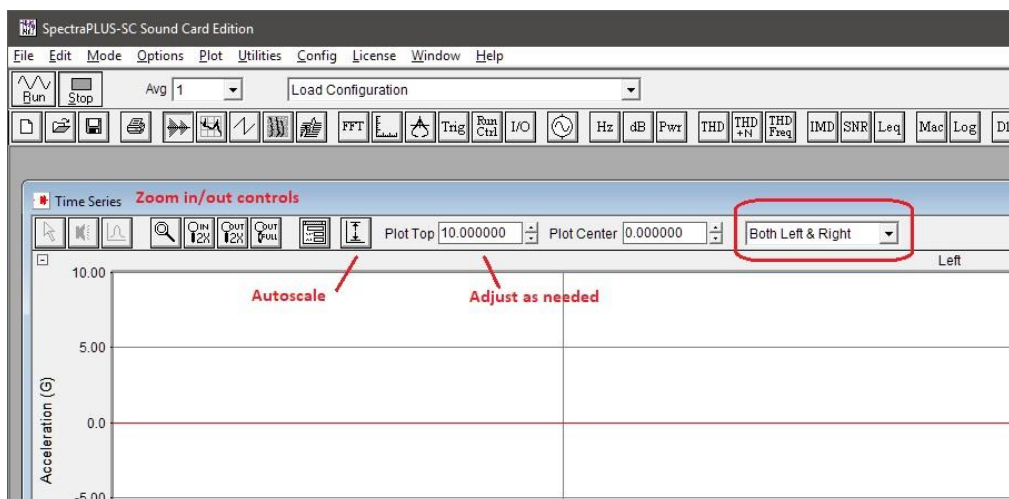 SpectraPLUS-SC Sound Card Edition
File Edit Mode Options Plot Utilities Config License Window Help
Run Stop Avg 1 Load Configuration
FFT Trig Run Ctrl I/O Hz dB Pwr THD THD +N THD Freq IMD SNR Leq Mac Log
Time Series Zoom in/out controls
IN 2X OUT 2X OUT FULL Plot Top 10.000000 Plot Center 0.000000 Both Left & Right
Left
10.00
Autoscale Adjust as needed
5.00
Acceleration (G)
0.0
-5.00